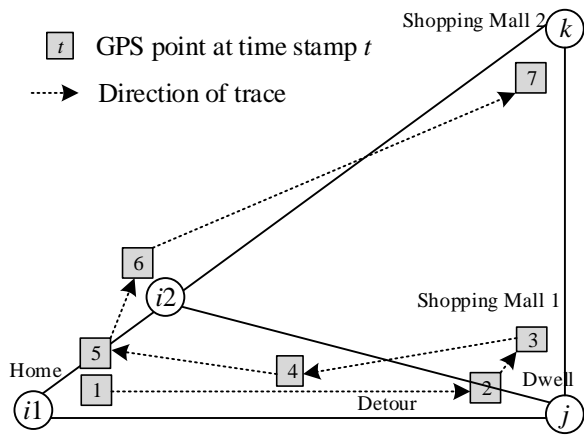 Shopping Mall 2
k
t GPS point at time stamp t
7
Direction of trace
6
i2
Shopping Mall 1
3
5
Home
4
Dwell
1
2
Detour
i1
j